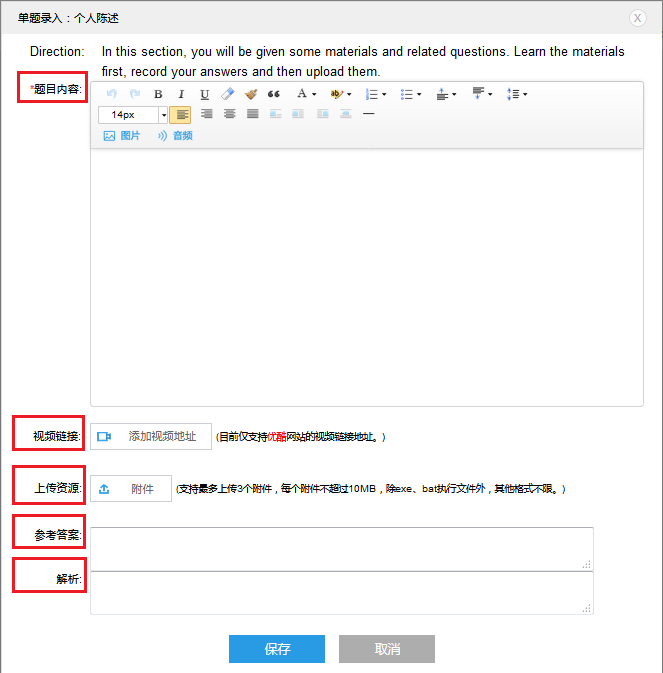 单题录入：个人陈述
Direction: In this section, you will be given some materials and related questions. Learn the materials
first, record your answers and then upload them.
*题目内容:
B I U A ab
14px
图片 音频
视频链接: 添加视频地址 (目前仅支持优酷网站的视频链接地址。)
上传资源: 附件 (支持最多上传3个附件，每个附件不超过10MB，除exe、bat执行文件外，其他格式不限。)
参考答案:
解析:
保存 取消